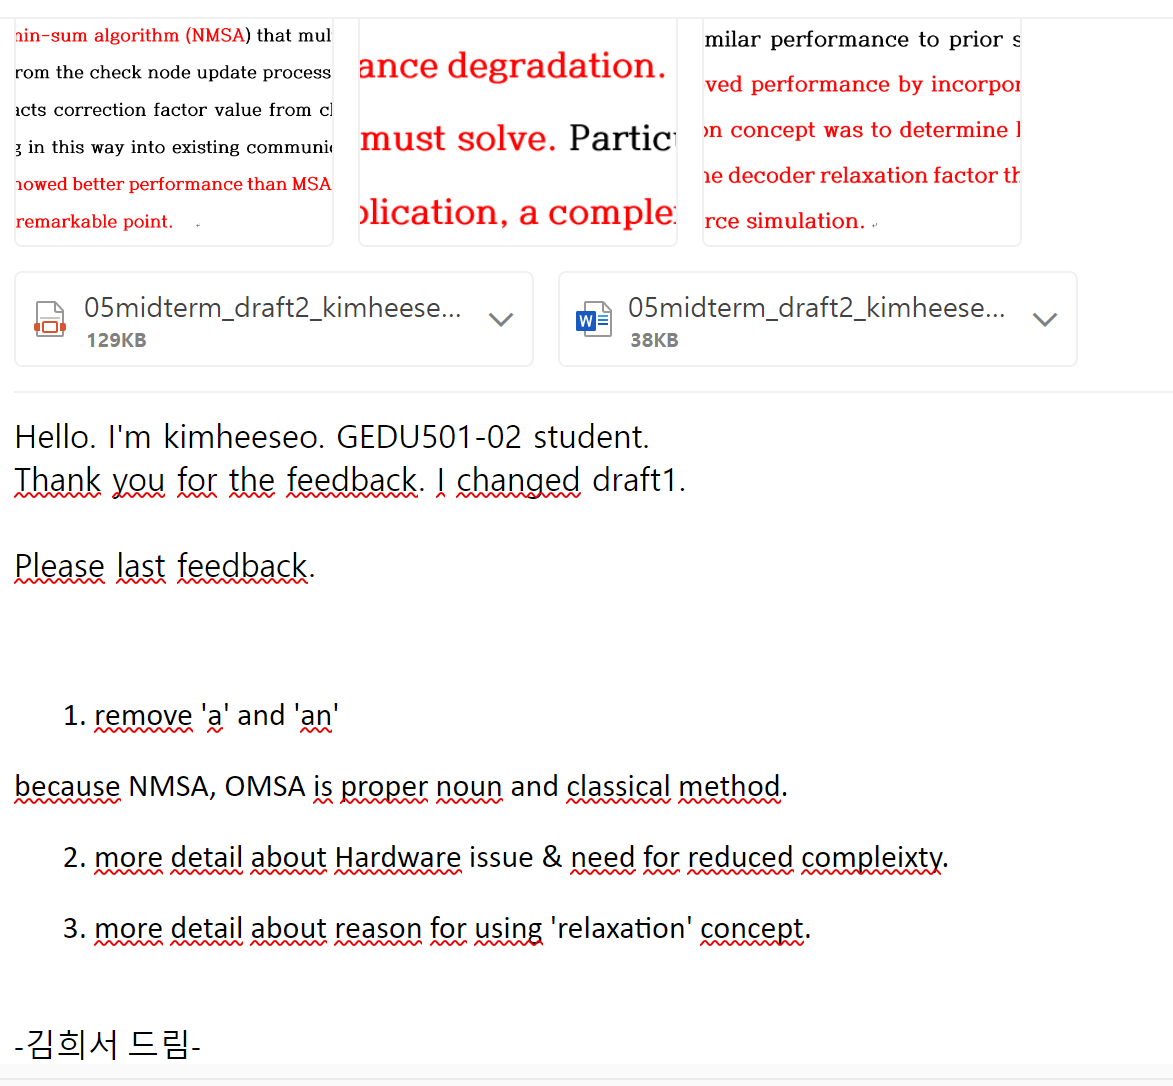 min-sum algorithm (NMSA) that mul
rom the check node update process
acts correction factor value from cl
g in this way into existing communi
howed better performance than MSA
remarkable point.
ance degradation.
must solve. Particu
plication, a comple
milar performance to prior s
ved performance by incorpor
on concept was to determine
he decoder relaxation factor th
rce simulation.
05midterm_draft2_kimheese...
129KB
05midterm_draft2_kimheese...
38KB
Hello. I'm kimheeseo. GEDU501-02 student.
Thank you for the feedback. I changed draft1.
Please last feedback.
1. remove 'a' and 'an'
because NMSA, OMSA is proper noun and classical method.
2. more detail about Hardware issue & need for reduced compleixty.
3. more detail about reason for using 'relaxation' concept.
-김희서 드림-